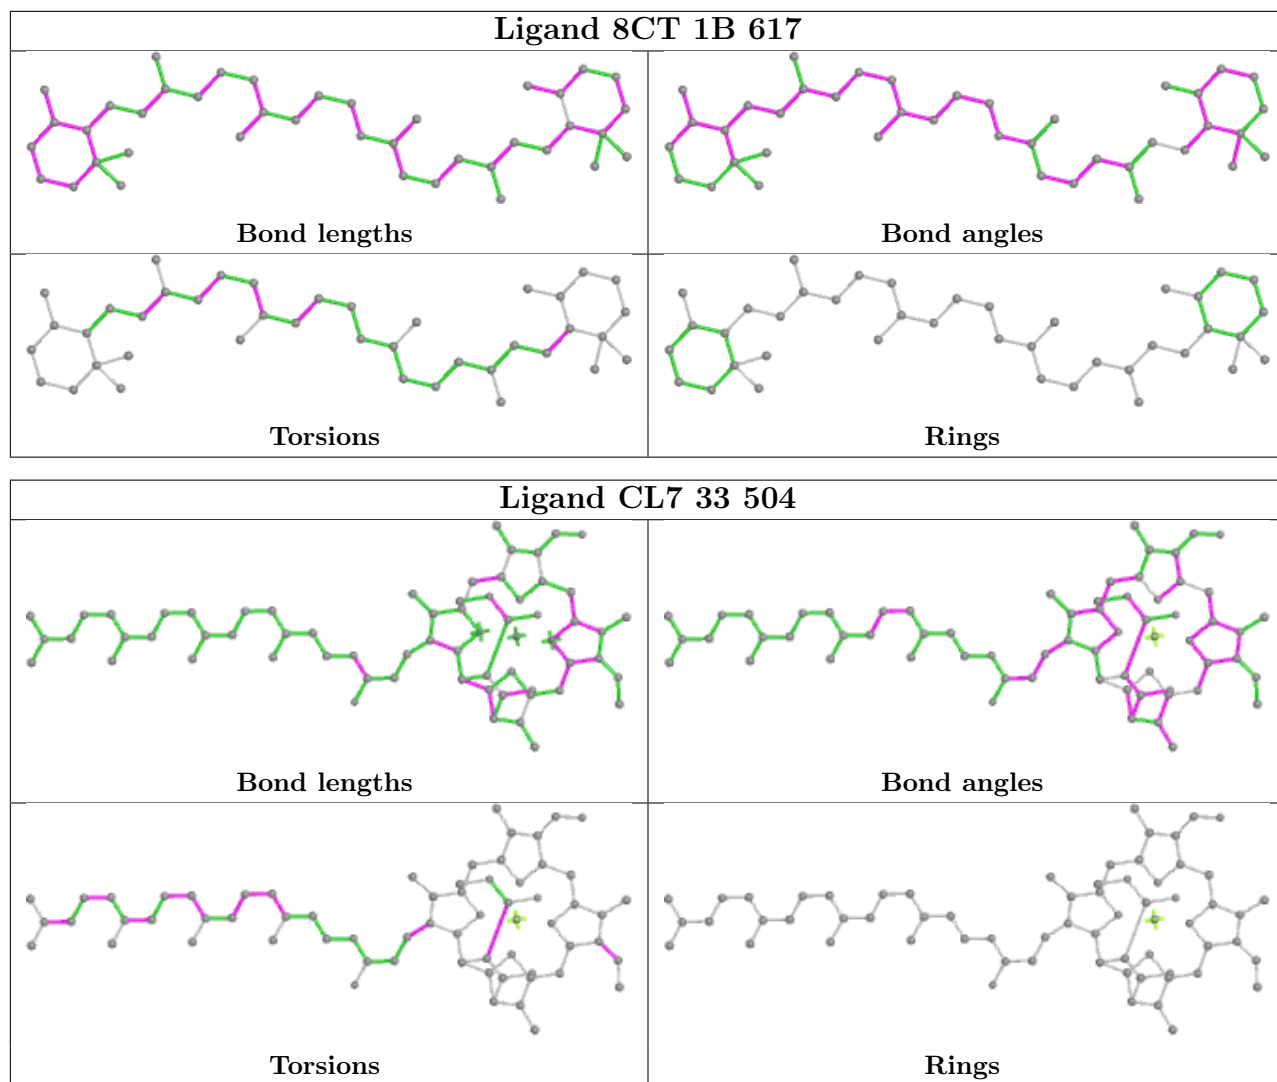 Ligand 8CT 1B 617
Bond lengths
Bond angles
Torsions
Rings
Ligand CL7 33 504
Bond lengths
Bond angles
Torsions
Rings